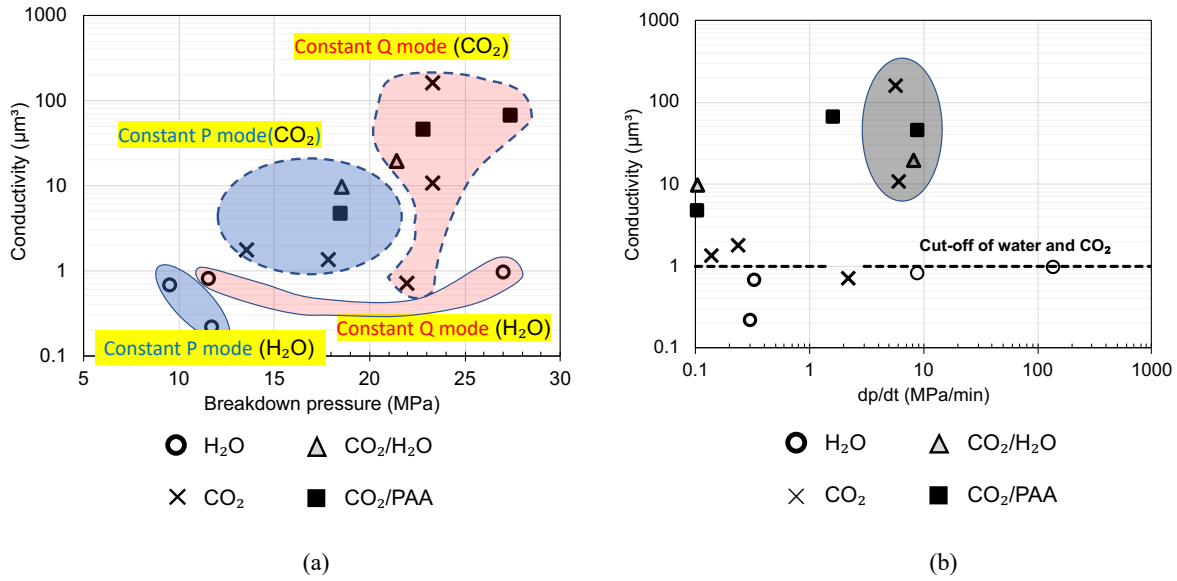 1000
100
10
1
0.1
Conductivity (μm³)
Constant Q mode (CO₂)
Constant P mode(CO₂)
Constant Q mode (H₂O)
Constant P mode (H₂O)
5 10 15 20 25 30
Breakdown pressure (MPa)
H₂O CO₂/H₂O
CO₂ CO₂/PAA
(a)
1000
100
10
1
0.1
Conductivity (μm³)
Cut-off of water and CO₂
0.1 1 10 100 1000
dp/dt (MPa/min)
H₂O CO₂/H₂O
CO₂ CO₂/PAA
(b)